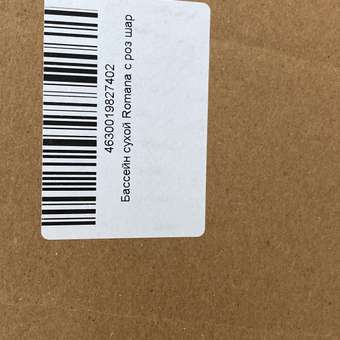 4630019827402
Бассейн сухой Romana с роз шар